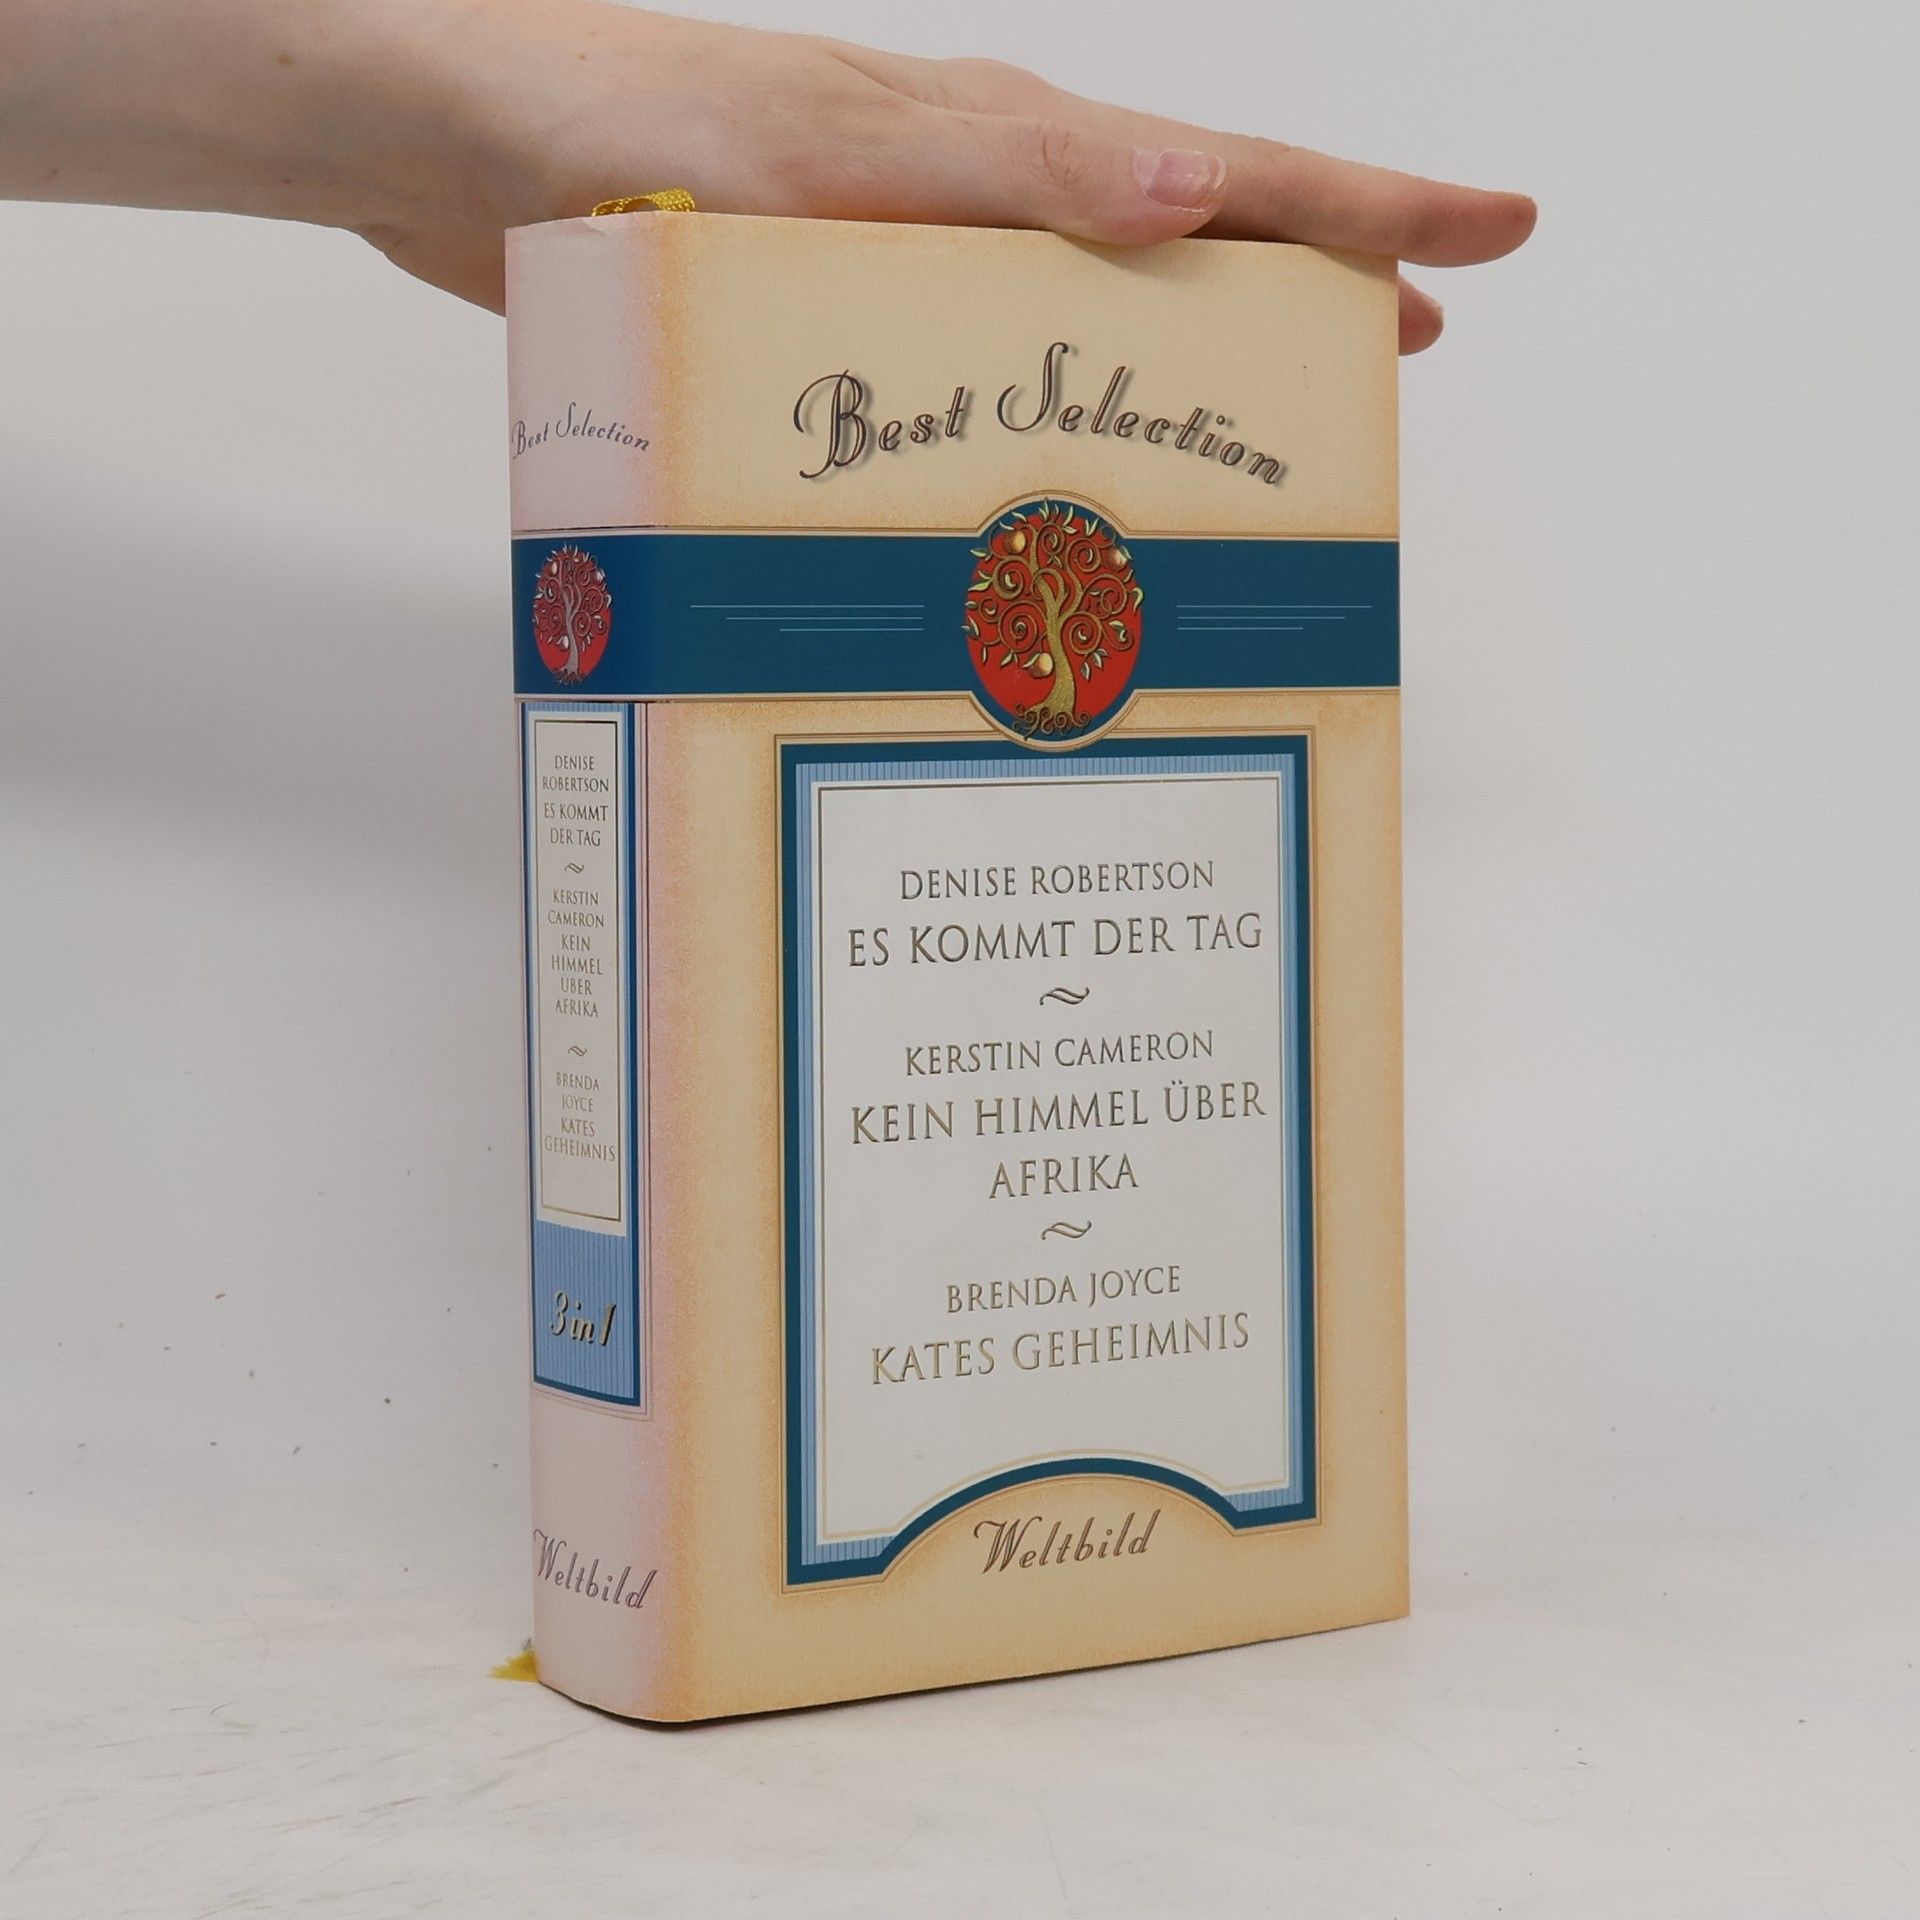 Best Selection
DENISE
ROBERTSON
ES KOMMT
DER TAG
KERSTIN
CAMERON
KEIN
HIMMEL
ÜBER
AFRIKA
BRENDA
JOYCE
KATES
GEHEIMNIS
3 in 1
Weltbild
Best Selection
DENISE ROBERTSON
ES KOMMT DER TAG
KERSTIN CAMERON
KEIN HIMMEL ÜBER
AFRIKA
BRENDA JOYCE
KATES GEHEIMNIS
Weltbild